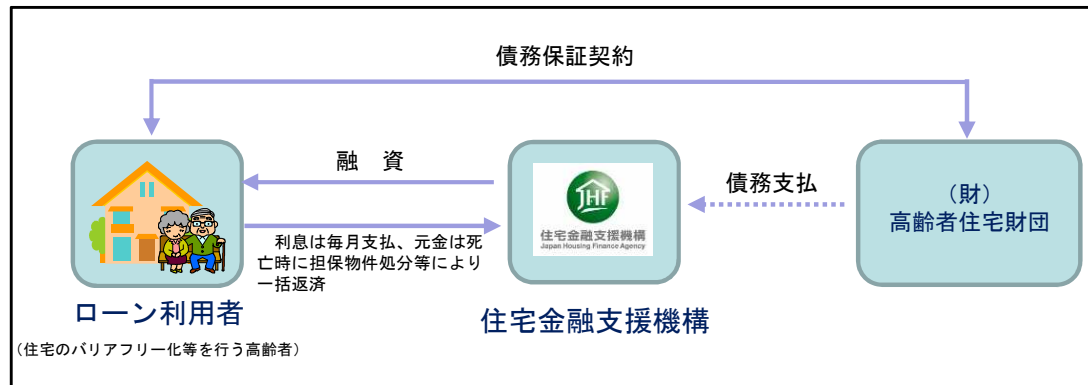 債務保証契約
融 資
債務支払
(財)
高齢者住宅財団
JHF
住宅金融支援機構
Japan Housing Finance Agency
利息は毎月支払、元金は死
亡時に担保物件処分等により
一括返済
ローン利用者
住宅金融支援機構
(住宅のバリアフリー化等を行う高齢者)